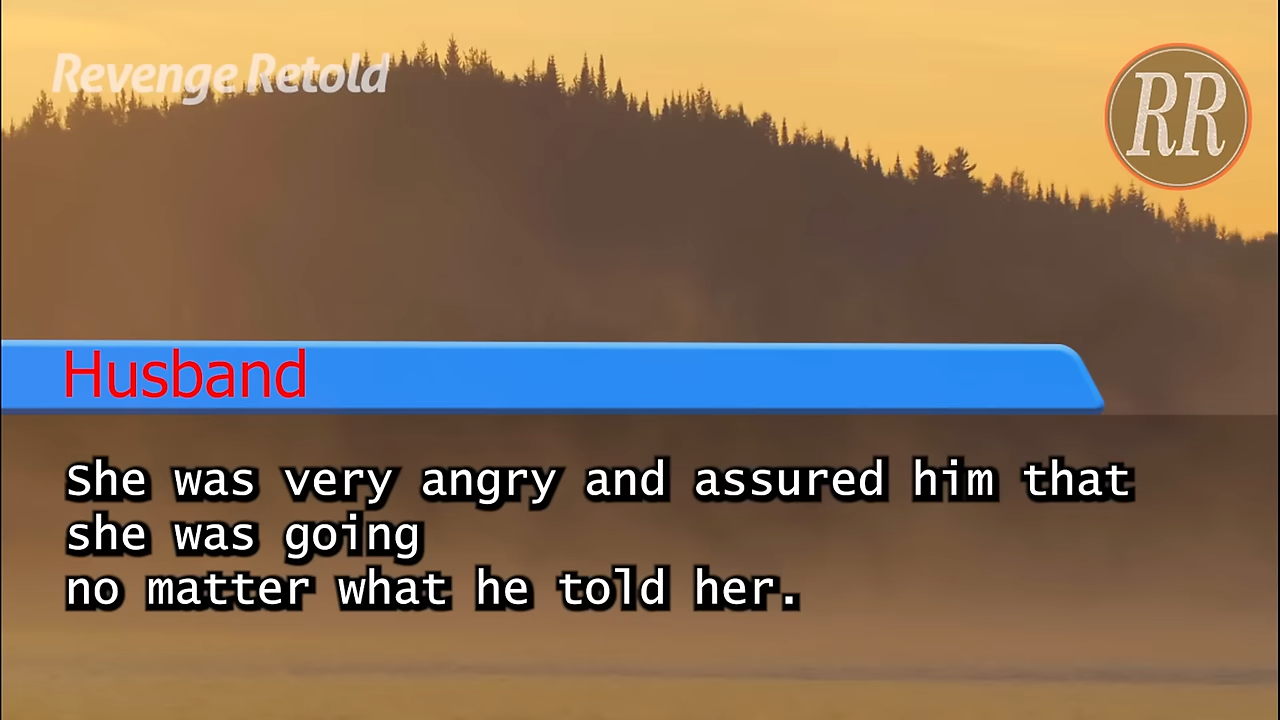 Revenge Retold
RR
Husband
She was very angry and assured him that
she was going
no matter what he told her.